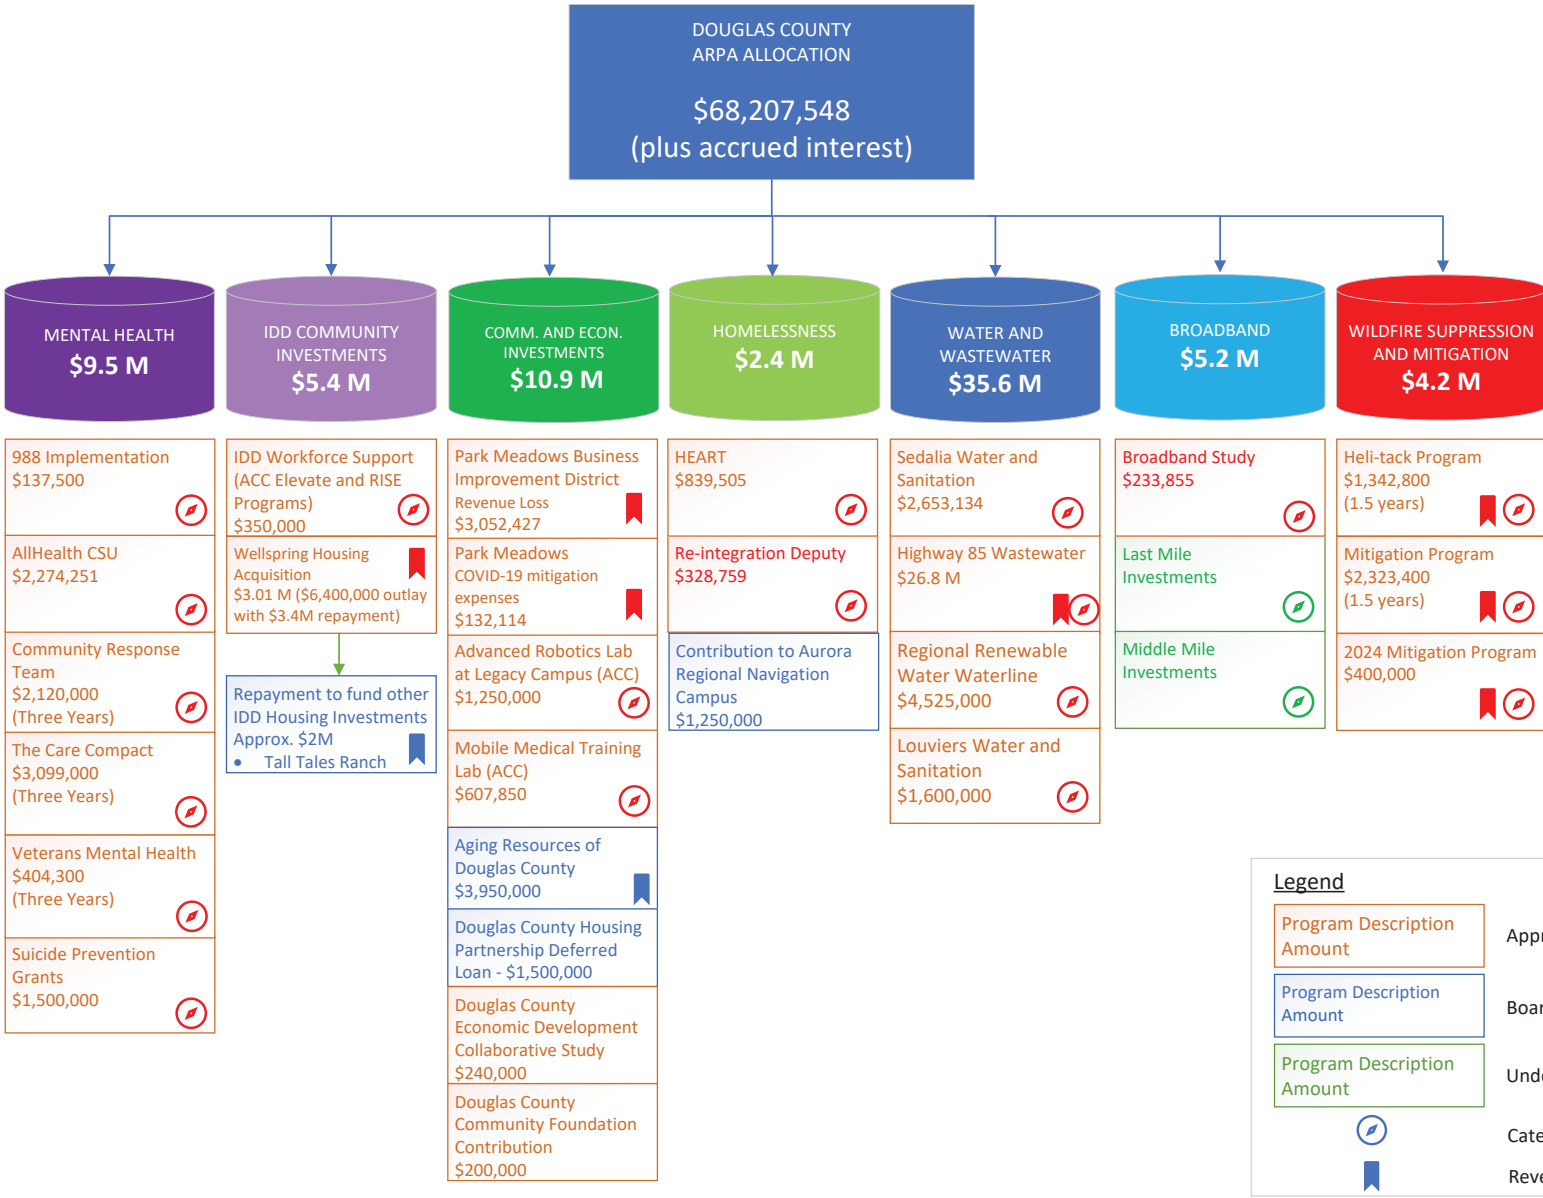 DOUGLAS COUNTY
ARPA ALLOCATION
$68,207,548
(plus accrued interest)
MENTAL HEALTH
$9.5 M
IDD COMMUNITY
INVESTMENTS
$5.4 M
COMM. AND ECON.
INVESTMENTS
$10.9 M
HOMELESSNESS
$2.4 M
WATER AND
WASTEWATER
$35.6 M
BROADBAND
$5.2 M
WILDFIRE SUPPRESSION
AND MITIGATION
$4.2 M
988 Implementation
$137,500
AllHealth CSU
$2,274,251
Community Response
Team
$2,120,000
(Three Years)
The Care Compact
$3,099,000
(Three Years)
Veterans Mental Health
$404,300
(Three Years)
Suicide Prevention
Grants
$1,500,000
IDD Workforce Support
(ACC Elevate and RISE
Programs)
$350,000
Wellspring Housing
Acquisition
$3.01 M ($6,400,000 outlay
with $3.4M repayment)
Repayment to fund other
IDD Housing Investments
Approx. $2M
• Tall Tales Ranch
Park Meadows Business
Improvement District
Revenue Loss
$3,052,427
Park Meadows
COVID-19 mitigation
expenses
$132,114
Advanced Robotics Lab
at Legacy Campus (ACC)
$1,250,000
Mobile Medical Training
Lab (ACC)
$607,850
Aging Resources of
Douglas County
$3,950,000
Douglas County Housing
Partnership Deferred
Loan - $1,500,000
Douglas County
Economic Development
Collaborative Study
$240,000
Douglas County
Community Foundation
Contribution
$200,000
HEART
$839,505
Re-integration Deputy
$328,759
Contribution to Aurora
Regional Navigation
Campus
$1,250,000
Sedalia Water and
Sanitation
$2,653,134
Highway 85 Wastewater
$26.8 M
Regional Renewable
Water Waterline
$4,525,000
Louviers Water and
Sanitation
$1,600,000
Broadband Study
$233,855
Last Mile
Investments
Middle Mile
Investments
Heli-tack Program
$1,342,800
(1.5 years)
Mitigation Program
$2,323,400
(1.5 years)
2024 Mitigation Program
$400,000
Legend
Program Description
Amount
Appr
Program Description
Amount
Boar
Program Description
Amount
Und
Cate
Reve